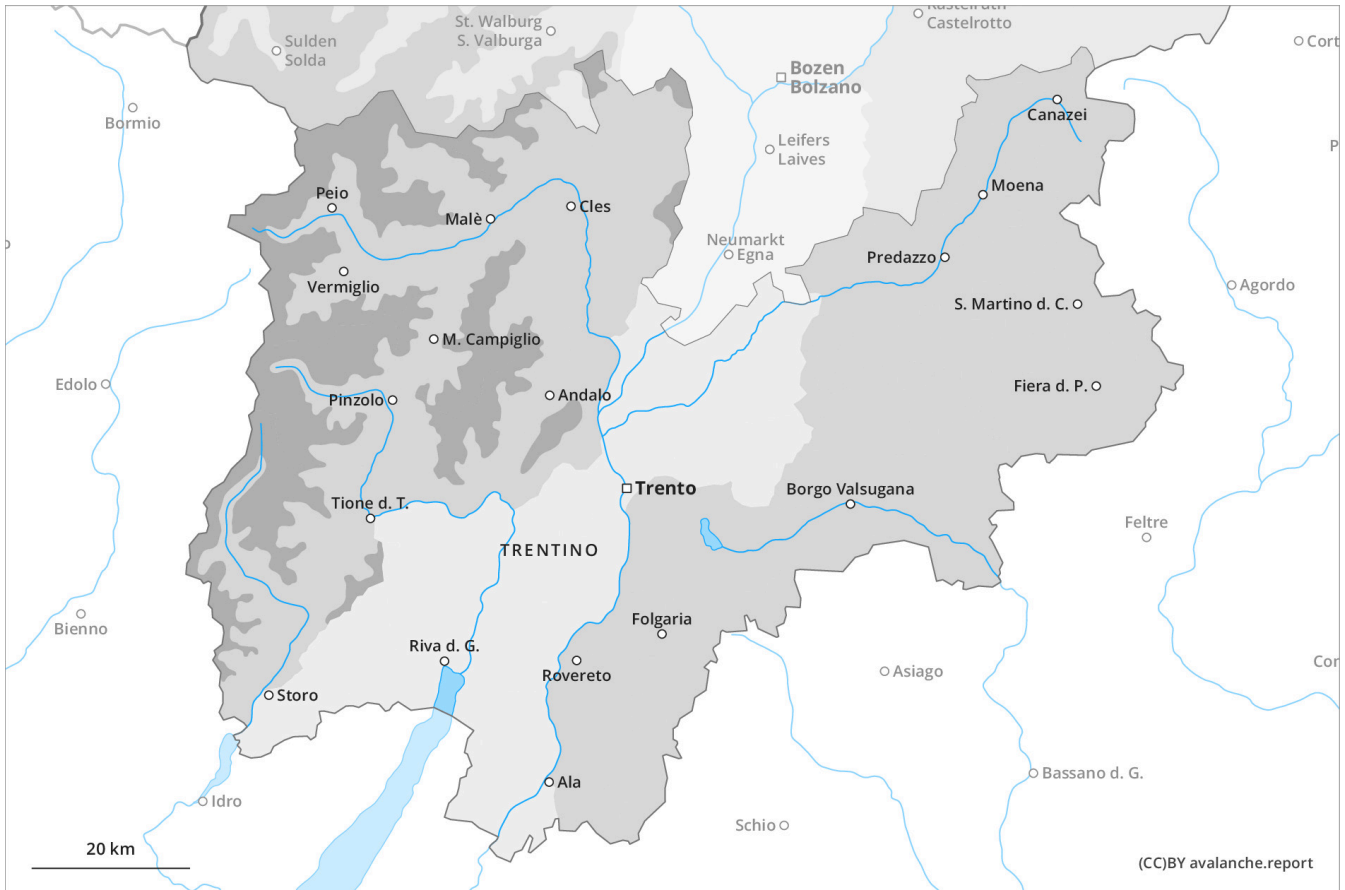 St. Walburg
S. Valburga
Castelrotto
Sulden
Solda
Cort
Bozen
Bolzano
Bormio
Canazei
Leifers
Laives
P
Moena
Peio
Malè
Cles
Neumarkt
Egna
Predazzo
Vermiglio
Agordo
S. Martino d. C.
M. Campiglio
Edolo
Fiera d. P.
Pinzolo
Andalo
Trento
Borgo Valsugana
Tione d. T.
Feltre
TRENTINO
Bienno
Folgaria
Riva d. G.
Rovereto
Asiago
Cor
Storo
Ala
Bassano d. G.
Idro
Schio
20 km
(CC)BY avalanche.report